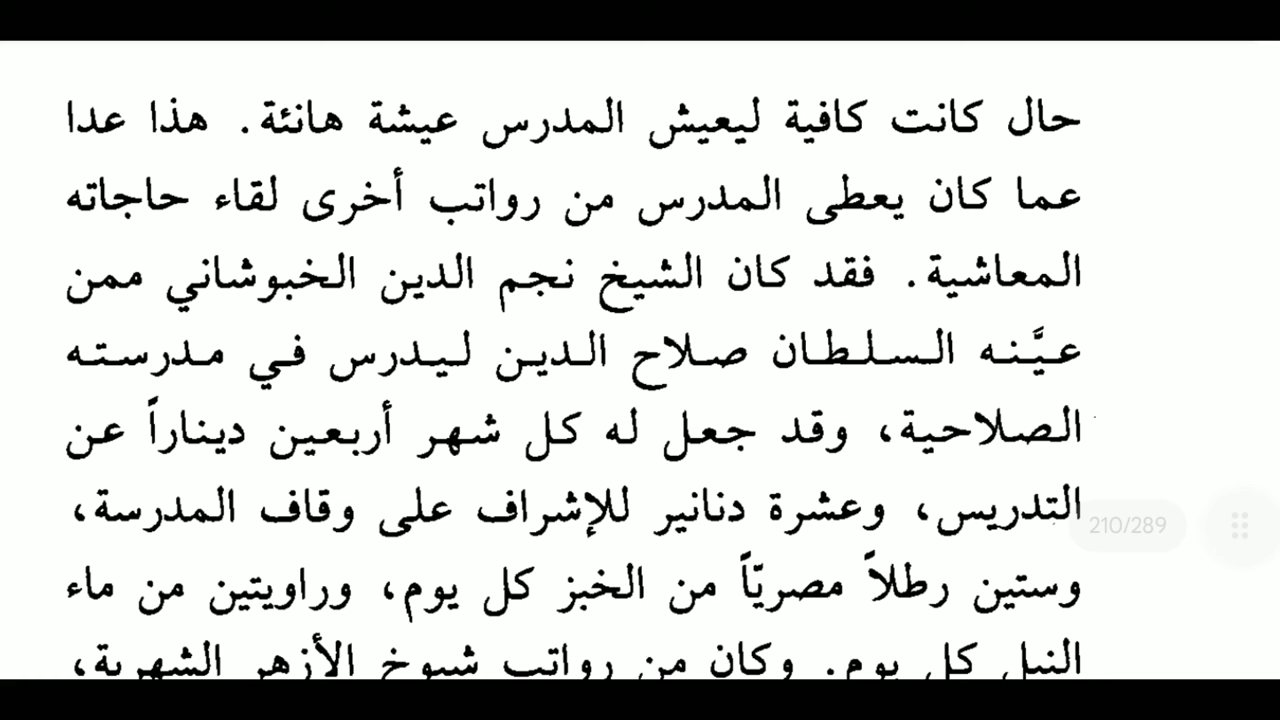 حال كانت كافية ليعيش المدرس عيشة هانئة. هذا عدا
عما كان يعطى المدرس من رواتب أخرى لقاء حاجاته
المعاشية. فقد كان الشيخ نجم الدين الخبوشاني ممن
عيَّنه السلطان صلاح الدين ليدرس في مدرسته
الصلاحية، وقد جعل له كل شهر أربعين ديناراً عن
التدريس، وعشرة دنانير للإشراف على وقاف المدرسة،
210/289
وستين رطلاً مصريّاً من الخبز كل يوم، وراويتين من ماء
النيل كل يوم. وكان من رواتب شيوخ الأزهر الشهرية،